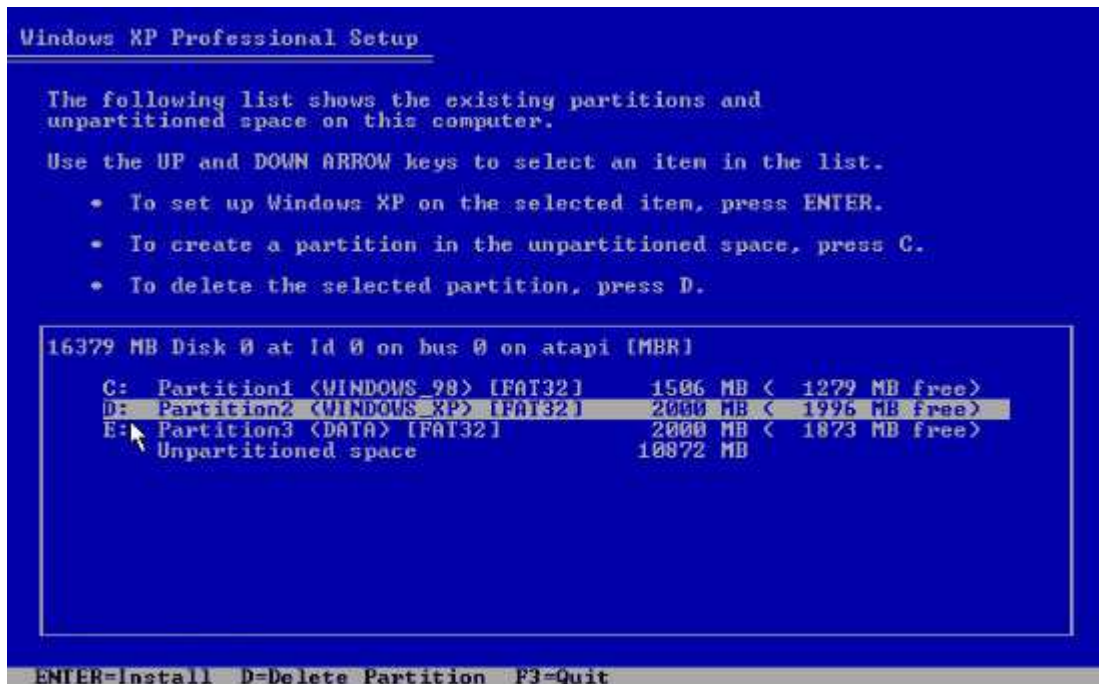 Windows XP Professional Setup
The following list shows the existing partitions and
unpartitioned space on this computer.
Use the UP and DOWN ARROW keys to select an item in the list.
• To set up Windows XP on the selected item, press ENTER.
• To create a partition in the unpartitioned space, press C.
• To delete the selected partition, press D.
16379 MB Disk 0 at Id 0 on bus 0 on atapi [MBR]
C: Partition1 (WINDOWS_98) [FAT32] 1506 MB ( 1279 MB free)
D: Partition2 (WINDOWS_XP) [FAT32] 2000 MB ( 1996 MB free)
E: Partition3 (DATA) [FAT32] 2000 MB ( 1873 MB free)
Unpartitioned space 10872 MB
ENTER=Install D=Delete Partition F3=Quit